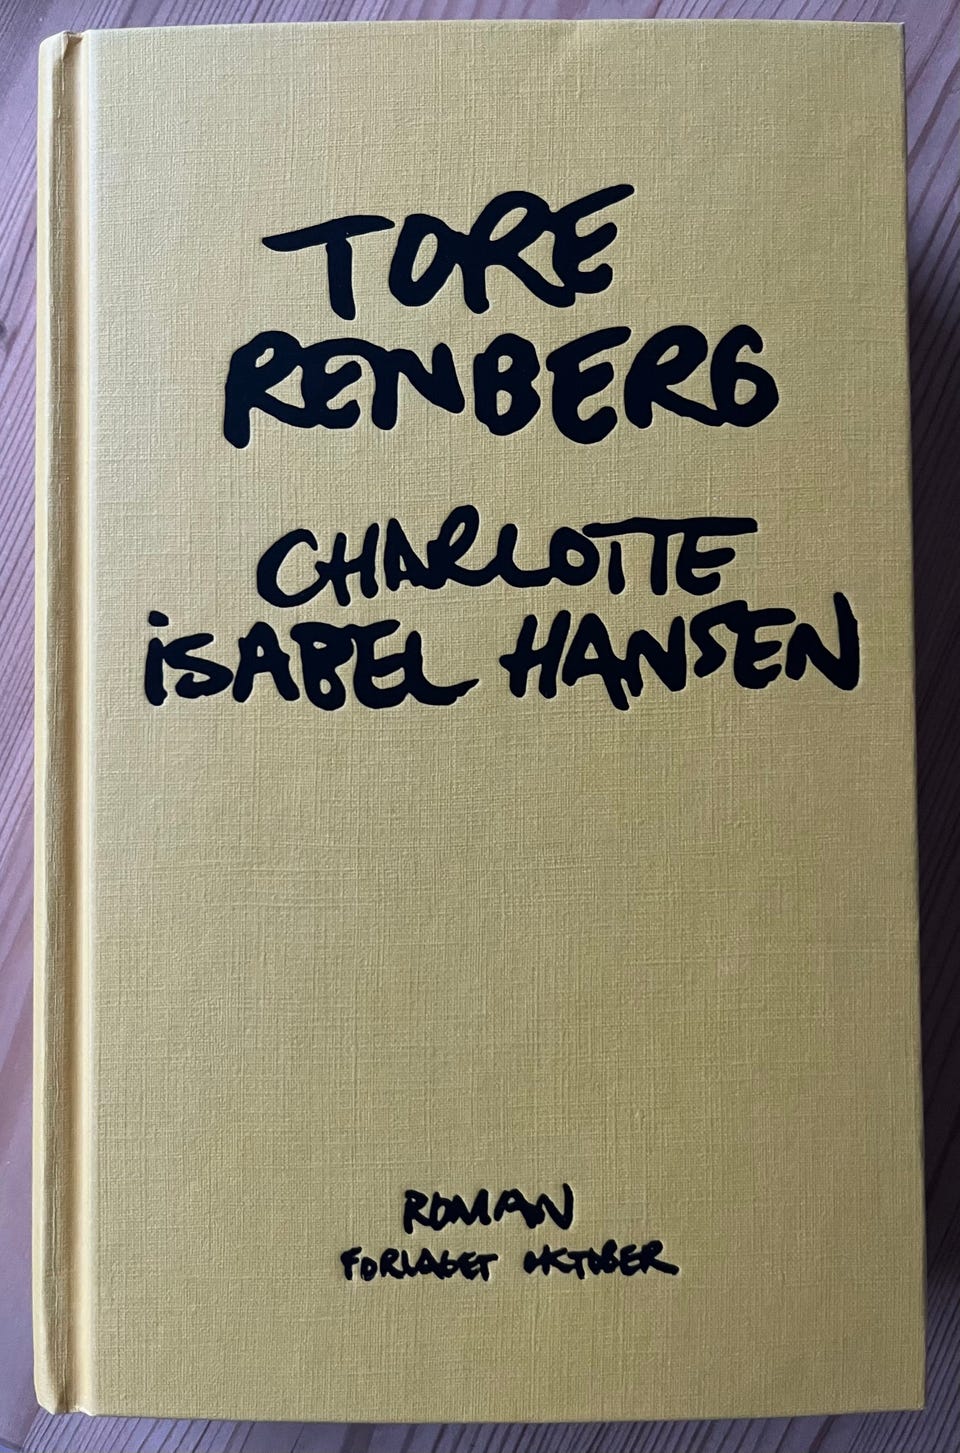 TORE
RENBERG
CHARLOTTE
iSABEL HANSEN
ROMAN
FORLAGET OKTOBER